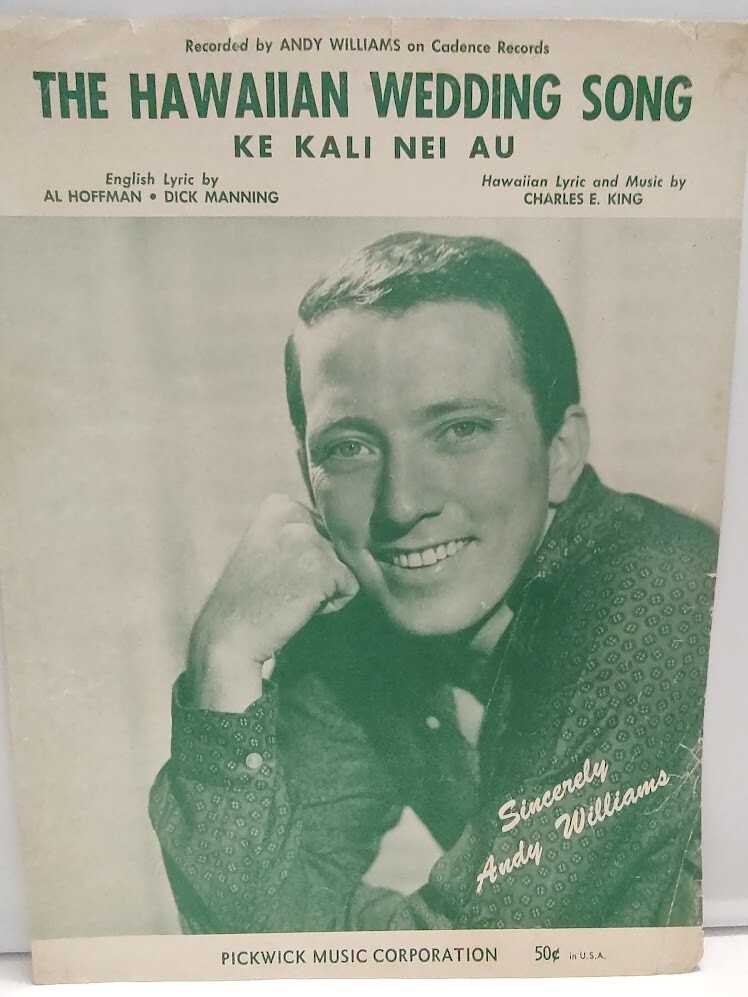 Recorded by ANDY WILLIAMS on Cadence Records
THE HAWAIIAN WEDDING SONG
KE KALI NEI AU
English Lyric by
AL HOFFMAN • DICK MANNING
Hawaiian Lyric and Music by
CHARLES E. KING
Sincerely
Andy Williams
PICKWICK MUSIC CORPORATION 50¢ in U.S.A.